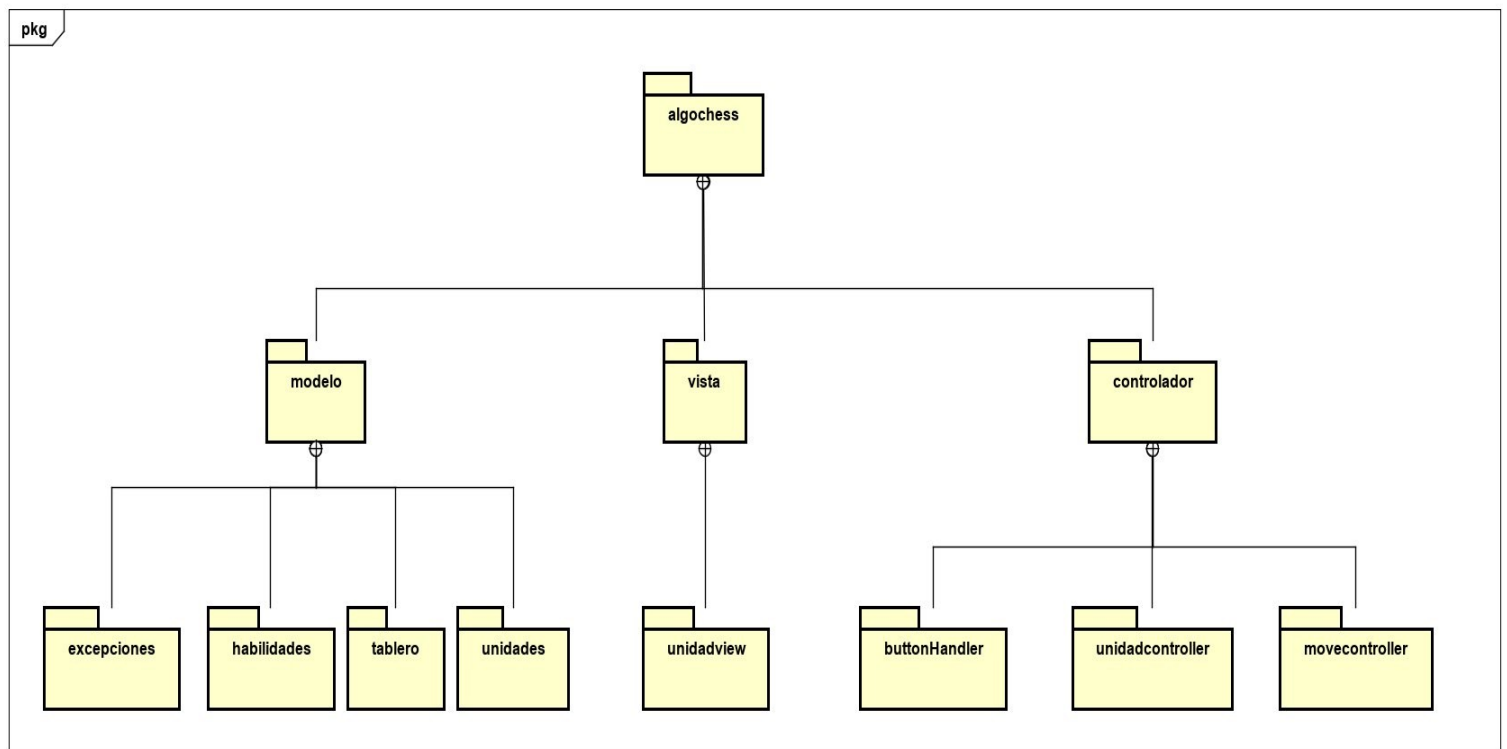 pkg
algochess
modelo
vista
controlador
excepciones
habilidades
tablero
unidades
unidadview
buttonHandler
unidadcontroller
movecontroller